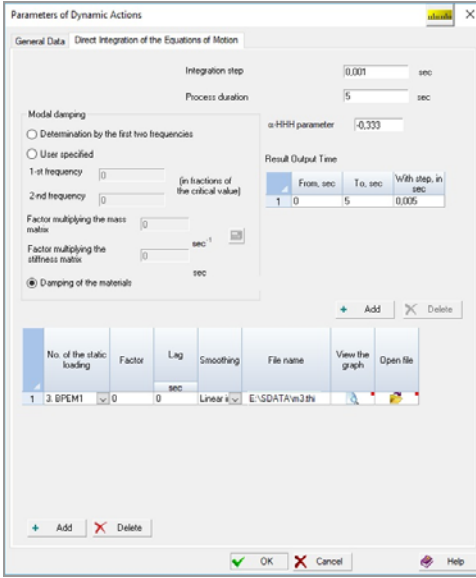 Parameters of Dynamic Actions
General Data Direct Integration of the Equations of Motion
Integration step 0,001 sec
Process duration 5 sec
Modal damping
α-HHH parameter -0,333
Determination by the first two frequencies
User specified
Result Output Time
1-st frequency 0
(in fractions of the critical value)
2-nd frequency 0
From, sec To, sec With step, in sec
1 0 5 0,005
Factor multiplying the mass matrix 0 sec⁻¹
Factor multiplying the stiffness matrix 0 sec
Damping of the materials
Add Delete
No. of the static loading Factor Lag Smoothing File name View the graph Open file
sec
1 3. BPEM1 0 0 Linear i E:\SDATA\m3.thi
Add Delete
OK Cancel Help